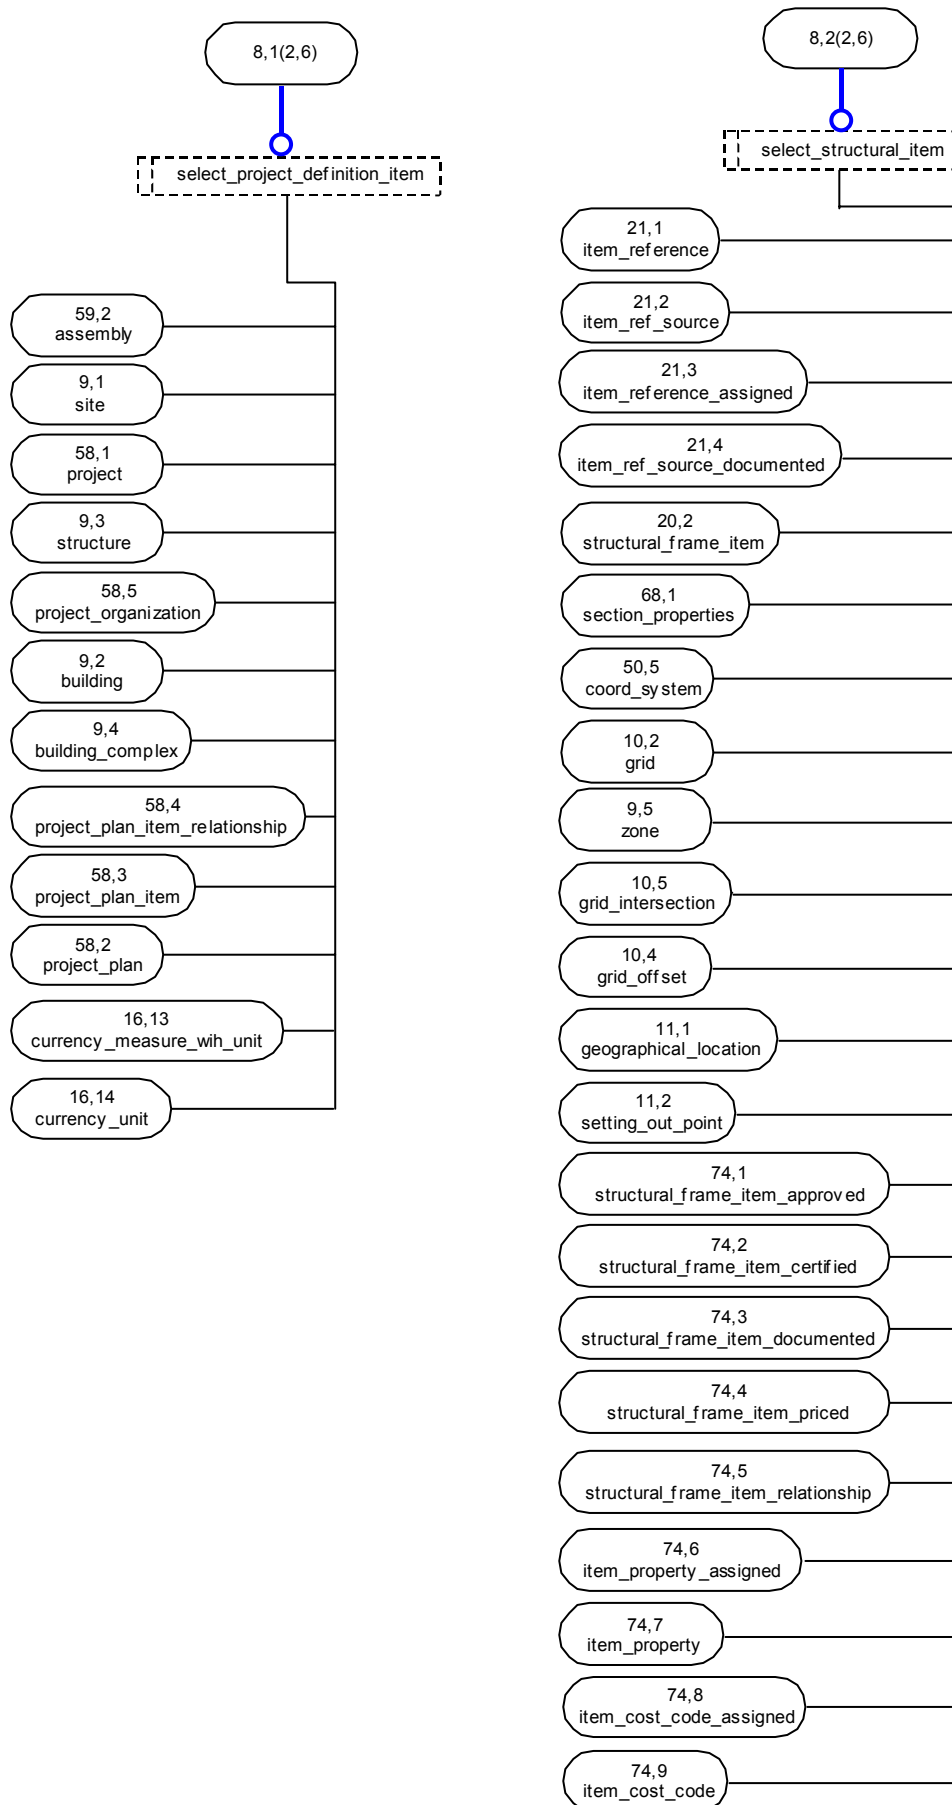 8,1(2,6)
select_project_definition_item
59,2
assembly
9,1
site
58,1
project
9,3
structure
58,5
project_organization
9,2
building
9,4
building_complex
58,4
project_plan_item_relationship
58,3
project_plan_item
58,2
project_plan
16,13
currency_measure_wih_unit
16,14
currency_unit
8,2(2,6)
select_structural_item
21,1
item_reference
21,2
item_ref_source
21,3
item_reference_assigned
21,4
item_ref_source_documented
20,2
structural_frame_item
68,1
section_properties
50,5
coord_system
10,2
grid
9,5
zone
10,5
grid_intersection
10,4
grid_offset
11,1
geographical_location
11,2
setting_out_point
74,1
structural_frame_item_approved
74,2
structural_frame_item_certified
74,3
structural_frame_item_documented
74,4
structural_frame_item_priced
74,5
structural_frame_item_relationship
74,6
item_property_assigned
74,7
item_property
74,8
item_cost_code_assigned
74,9
item_cost_code